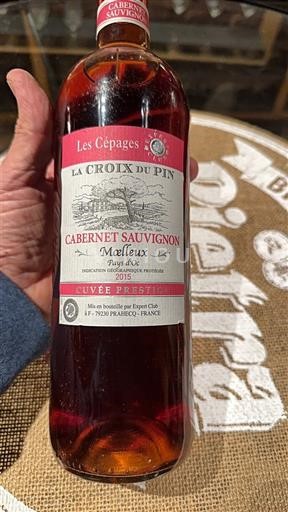 CABERNET
SAUVIGNON
Les Cépages
LA CROIX DU PIN
CABERNET SAUVIGNON
Mœlleux
Pays d'Oc
INDICATION GÉOGRAPHIQUE PROTÉGÉE
2015
CUVÉE PRESTIGE
Mis en bouteille par Expert Club
à F - 79230 PRAHECQ - FRANCE
pietra